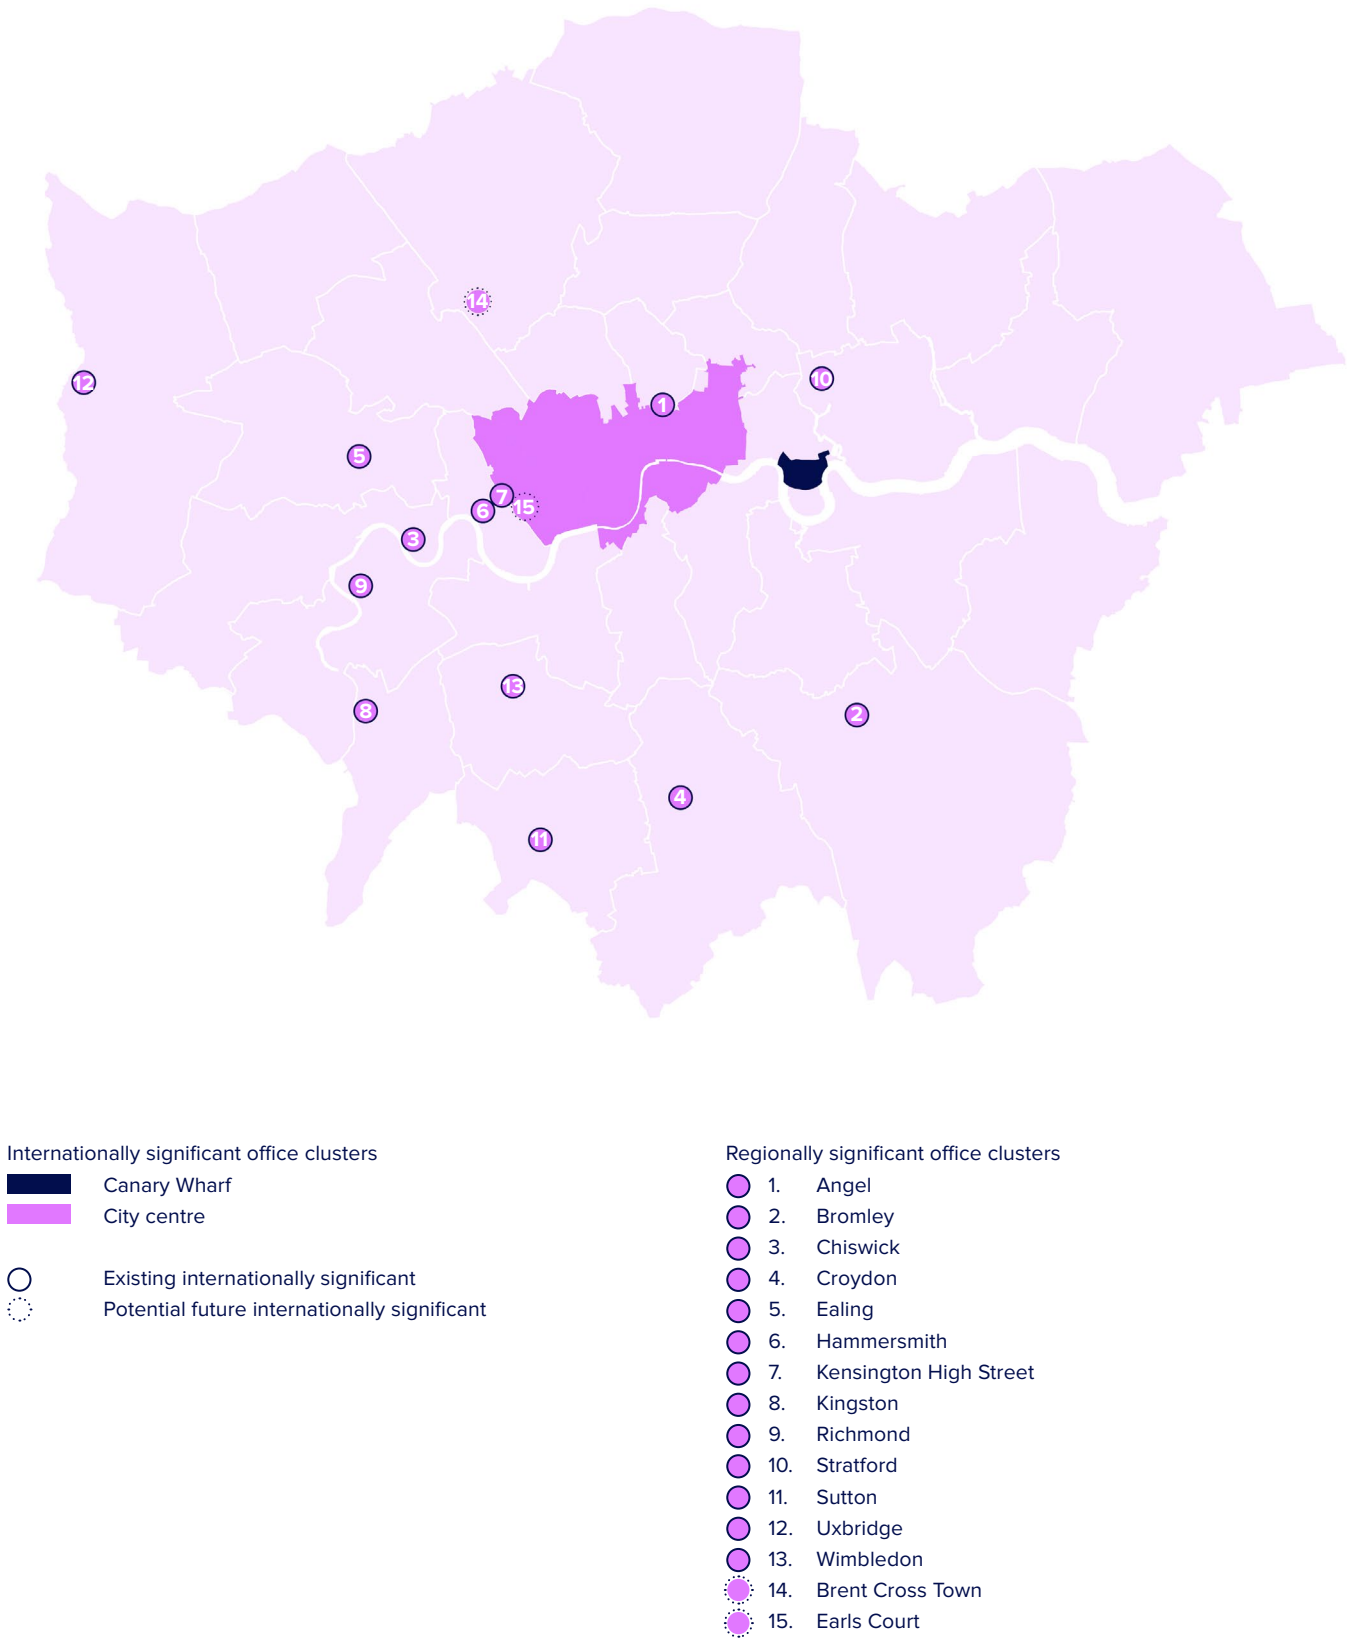 14
12
10
1
5
7
15
6
3
9
13
8
2
4
11
Internationally significant office clusters
Canary Wharf
City centre
Existing internationally significant
Potential future internationally significant
Regionally significant office clusters
1. Angel
2. Bromley
3. Chiswick
4. Croydon
5. Ealing
6. Hammersmith
7. Kensington High Street
8. Kingston
9. Richmond
10. Stratford
11. Sutton
12. Uxbridge
13. Wimbledon
14. Brent Cross Town
15. Earls Court